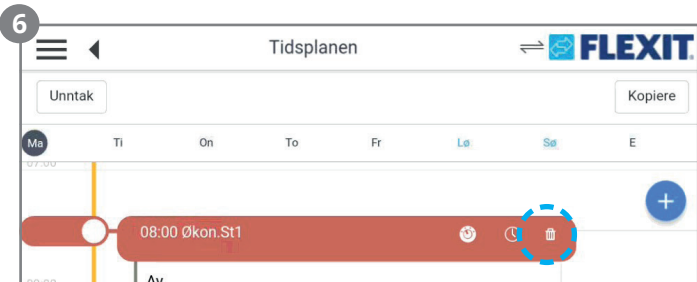 6
Tidsplanen
FLEXIT
Unntak
Kopiere
Ma Ti On To Fr Lø Sø E
07:00
08:00 Økon.St1
Av